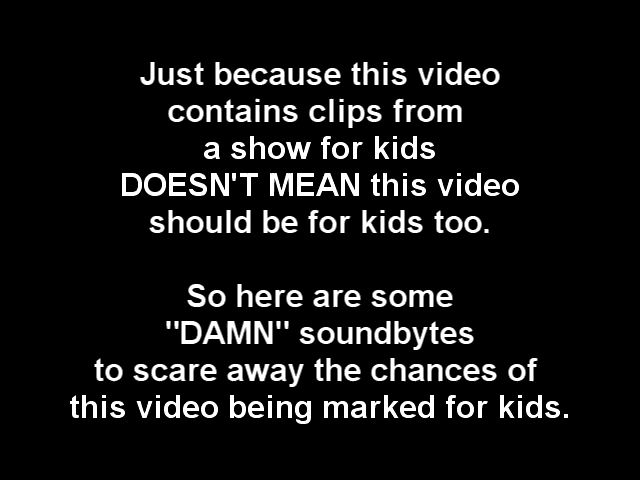 Just because this video
contains clips from
a show for kids
DOESN'T MEAN this video
should be for kids too.
So here are some
"DAMN" soundbytes
to scare away the chances of
this video being marked for kids.